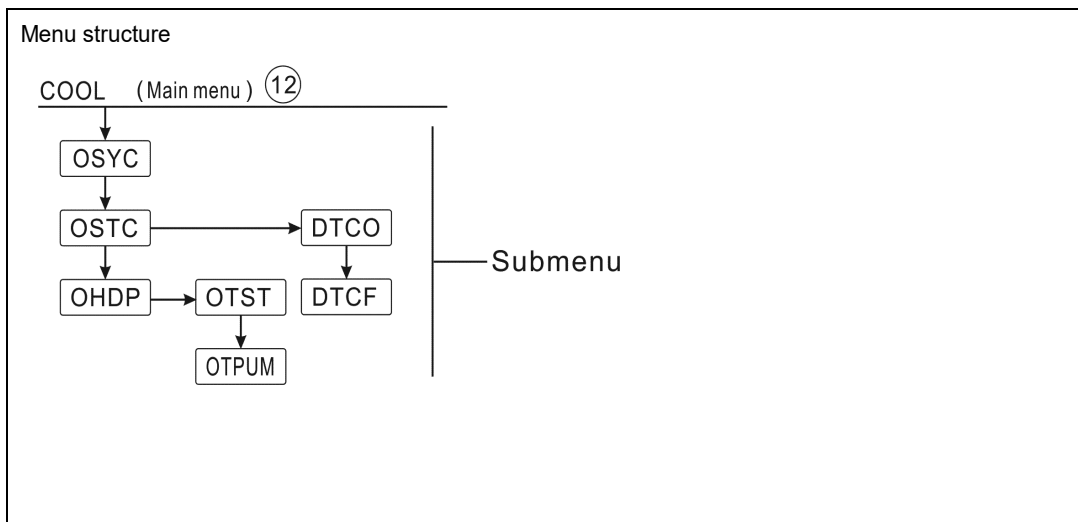 Menu structure
COOL (Main menu) 12
OSYC
OSTC DTCO
OHDP OTST DTCF
Submenu
OTPUM